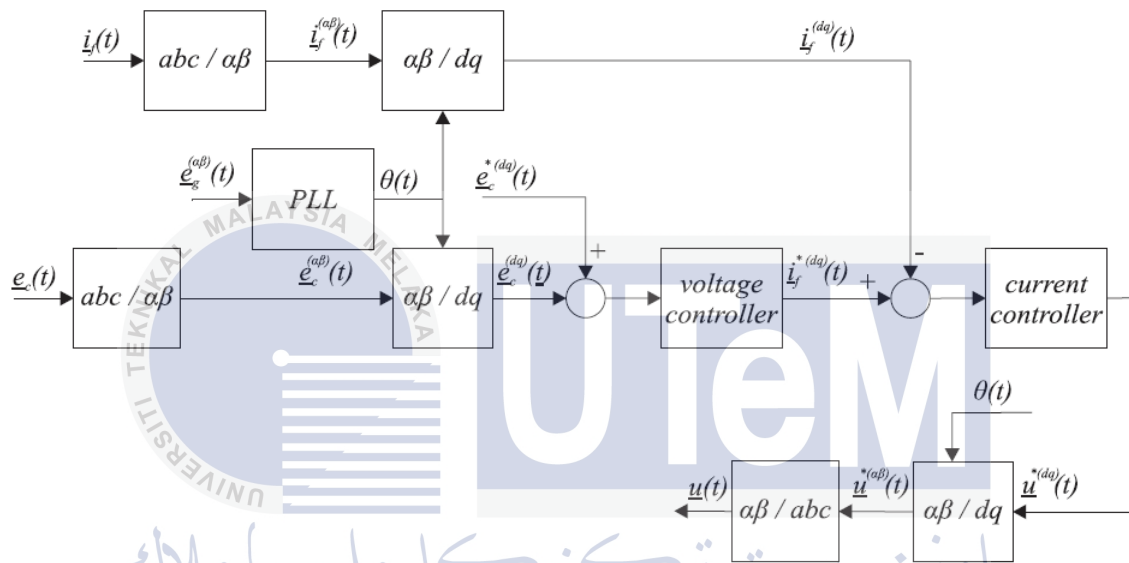 i_f(t)
abc / αβ
i_f^(αβ)(t)
αβ / dq
i_f^(dq)(t)
e_g^(αβ)(t)
PLL
θ(t)
e_c^*(dq)(t)
+
-
e_c(t)
abc / αβ
e_c^(αβ)(t)
αβ / dq
e_c^(dq)(t)
voltage
controller
i_f^*(dq)(t)
+
current
controller
θ(t)
u(t)
αβ / abc
u^*(αβ)(t)
αβ / dq
u^*(dq)(t)
UNIVERSITI TEKNIKAL MALAYSIA MELAKA
UTeM